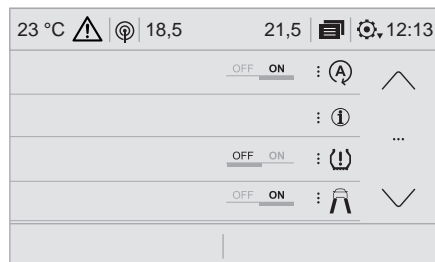 23 °C 18,5 21,5 12:13
OFF ON : A
: i
OFF ON : (!)
OFF ON :
...